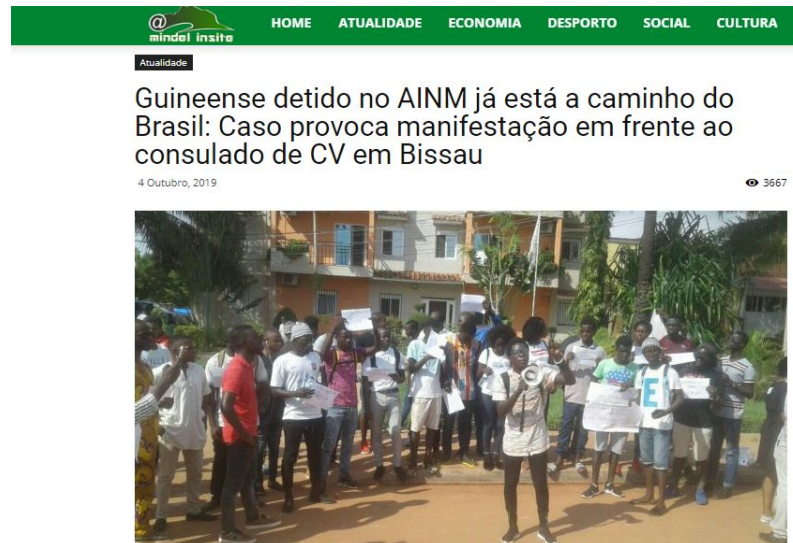 @
mindel insite
HOME ATUALIDADE ECONOMIA DESPORTO SOCIAL CULTURA
Atualidade
Guineense detido no AINM já está a caminho do
Brasil: Caso provoca manifestação em frente ao
consulado de CV em Bissau
4 Outubro, 2019
3667
E